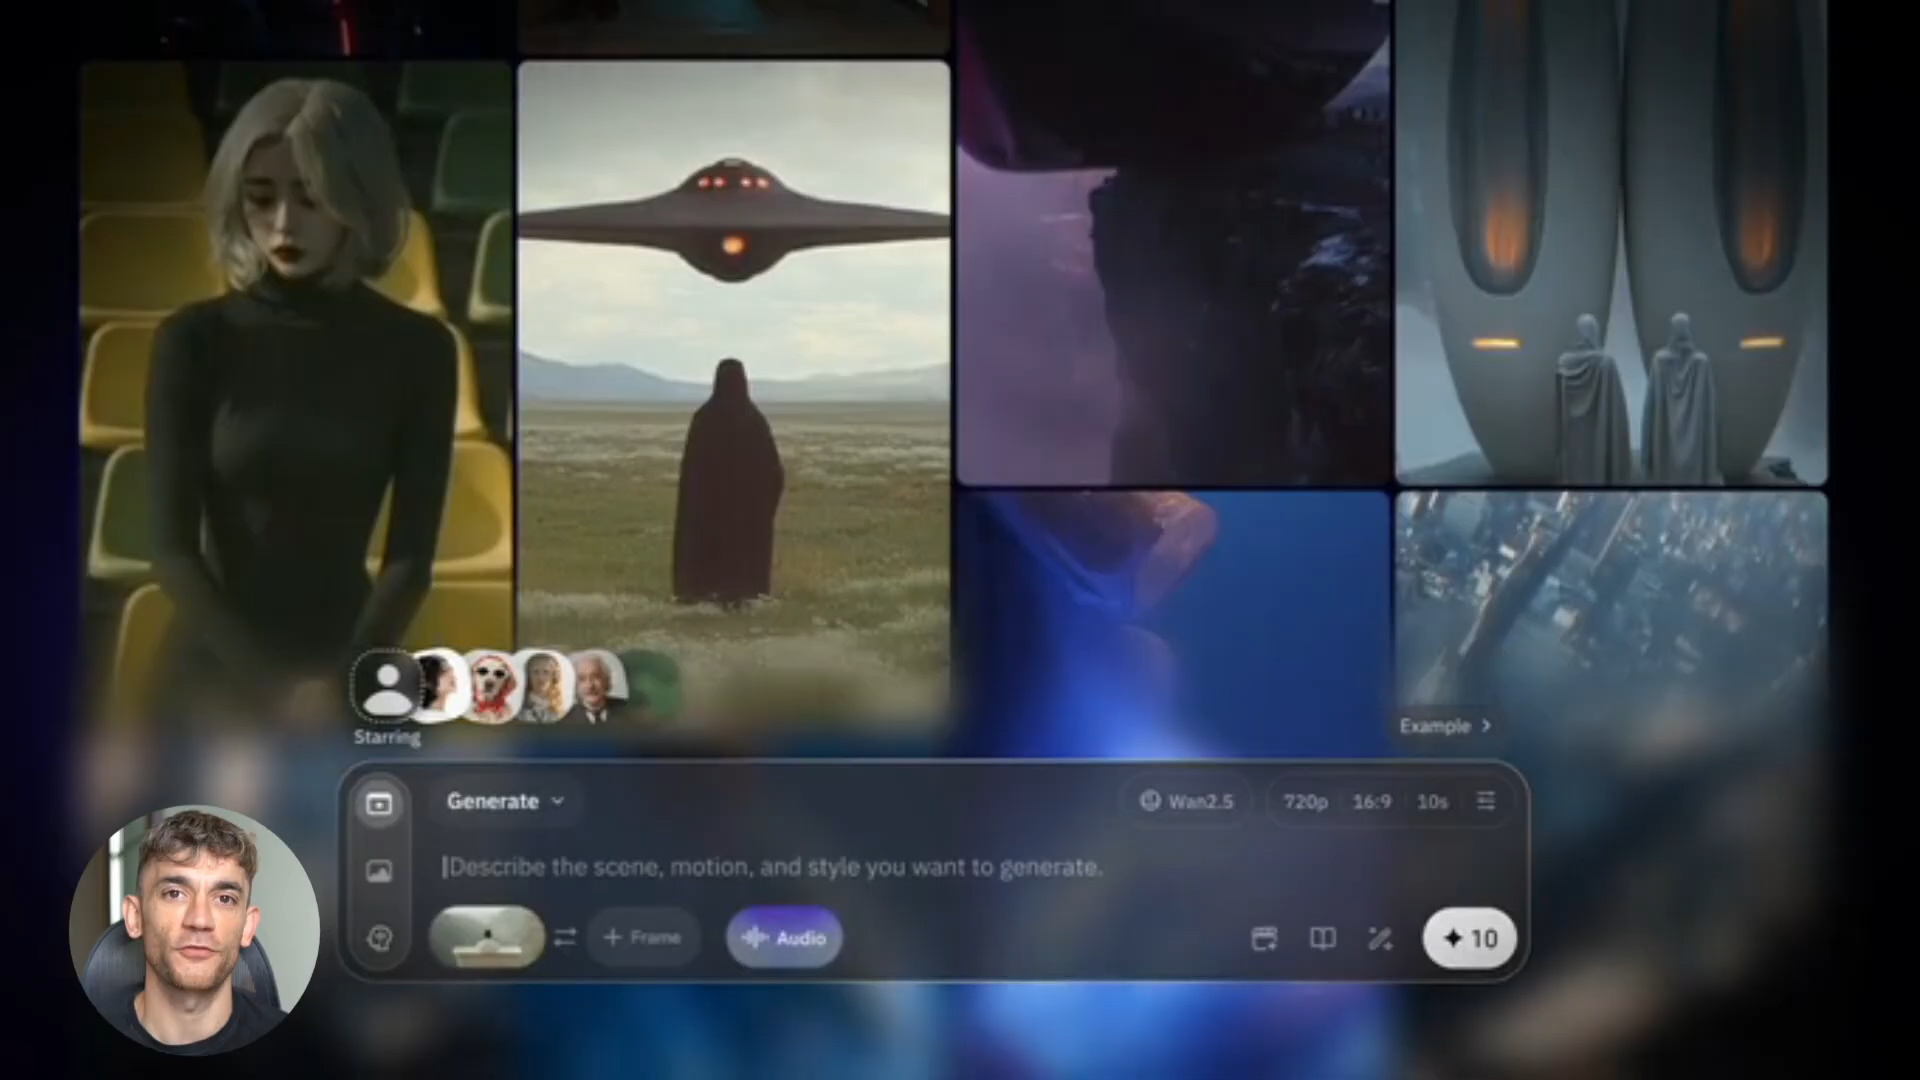 Starring
Example
Generate
Wan2.5
720p
16:9
10s
Describe the scene, motion, and style you want to generate.
+ Frame
Audio
10